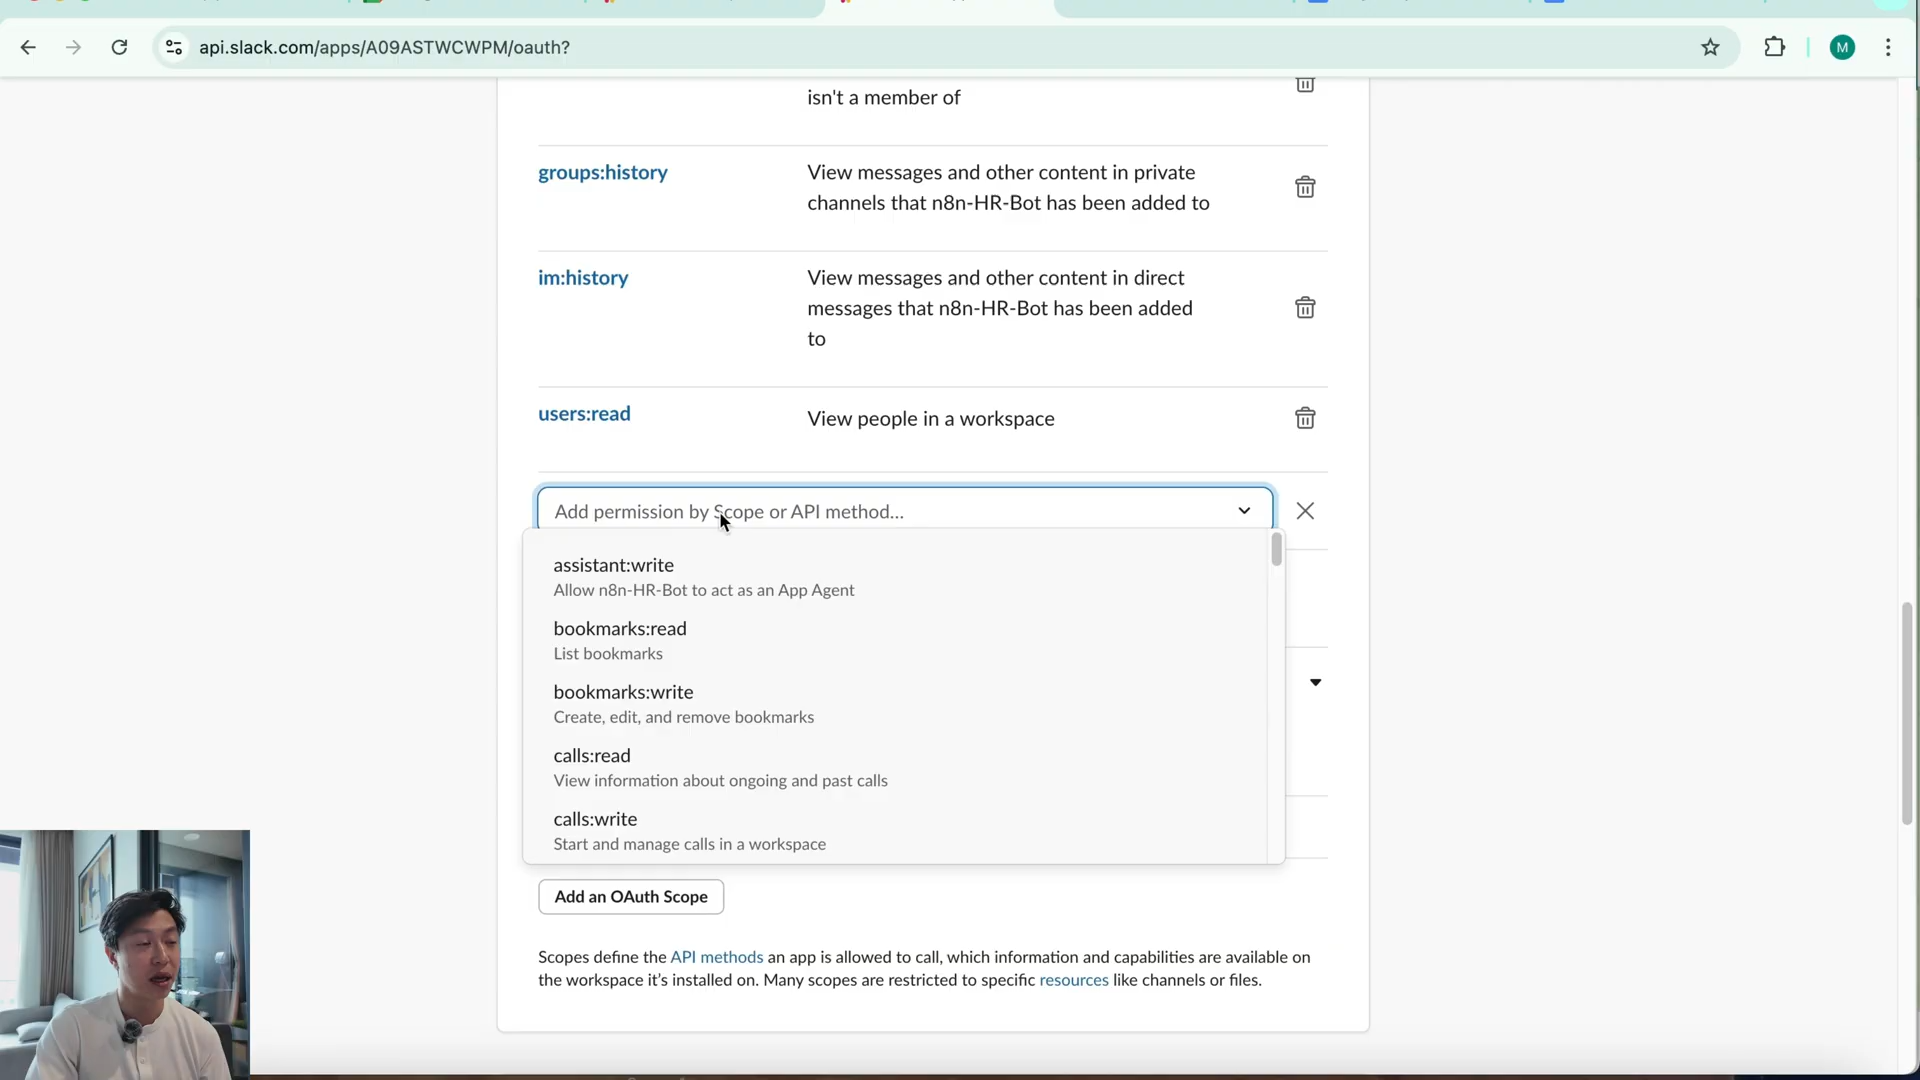 api.slack.com/apps/A09ASTWCWPM/oauth?
M
isn't a member of
groups:history
View messages and other content in private
channels that n8n-HR-Bot has been added to
im:history
View messages and other content in direct
messages that n8n-HR-Bot has been added
to
users:read
View people in a workspace
Add permission by Scope or API method...
assistant:write
Allow n8n-HR-Bot to act as an App Agent
bookmarks:read
List bookmarks
bookmarks:write
Create, edit, and remove bookmarks
calls:read
View information about ongoing and past calls
calls:write
Start and manage calls in a workspace
Add an OAuth Scope
Scopes define the API methods an app is allowed to call, which information and capabilities are available on
the workspace it's installed on. Many scopes are restricted to specific resources like channels or files.